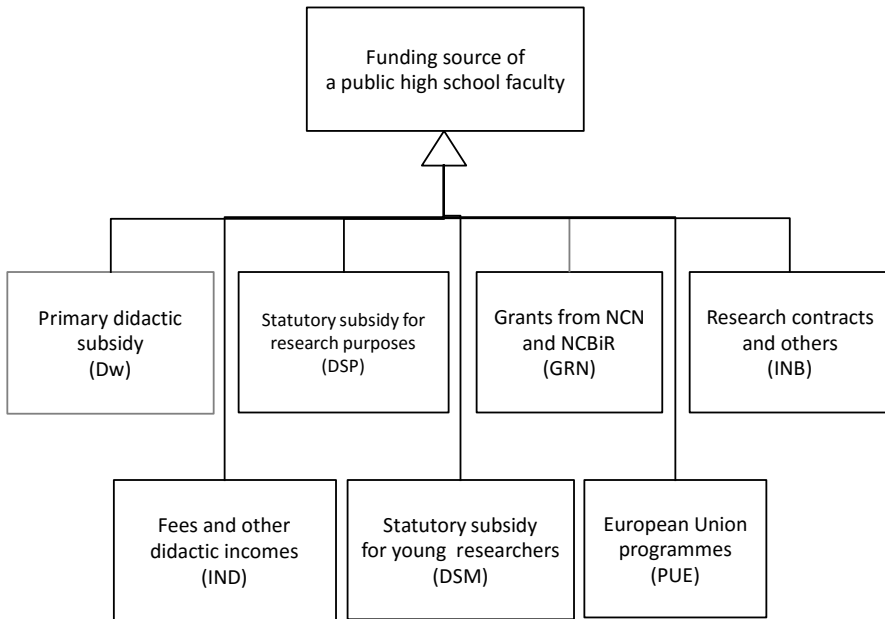 Funding source of
a public high school faculty
Primary didactic
subsidy
(Dw)
Statutory subsidy for
research purposes
(DSP)
Grants from NCN
and NCBiR
(GRN)
Research contracts
and others
(INB)
Fees and other
didactic incomes
(IND)
Statutory subsidy
for young researchers
(DSM)
European Union
programmes
(PUE)